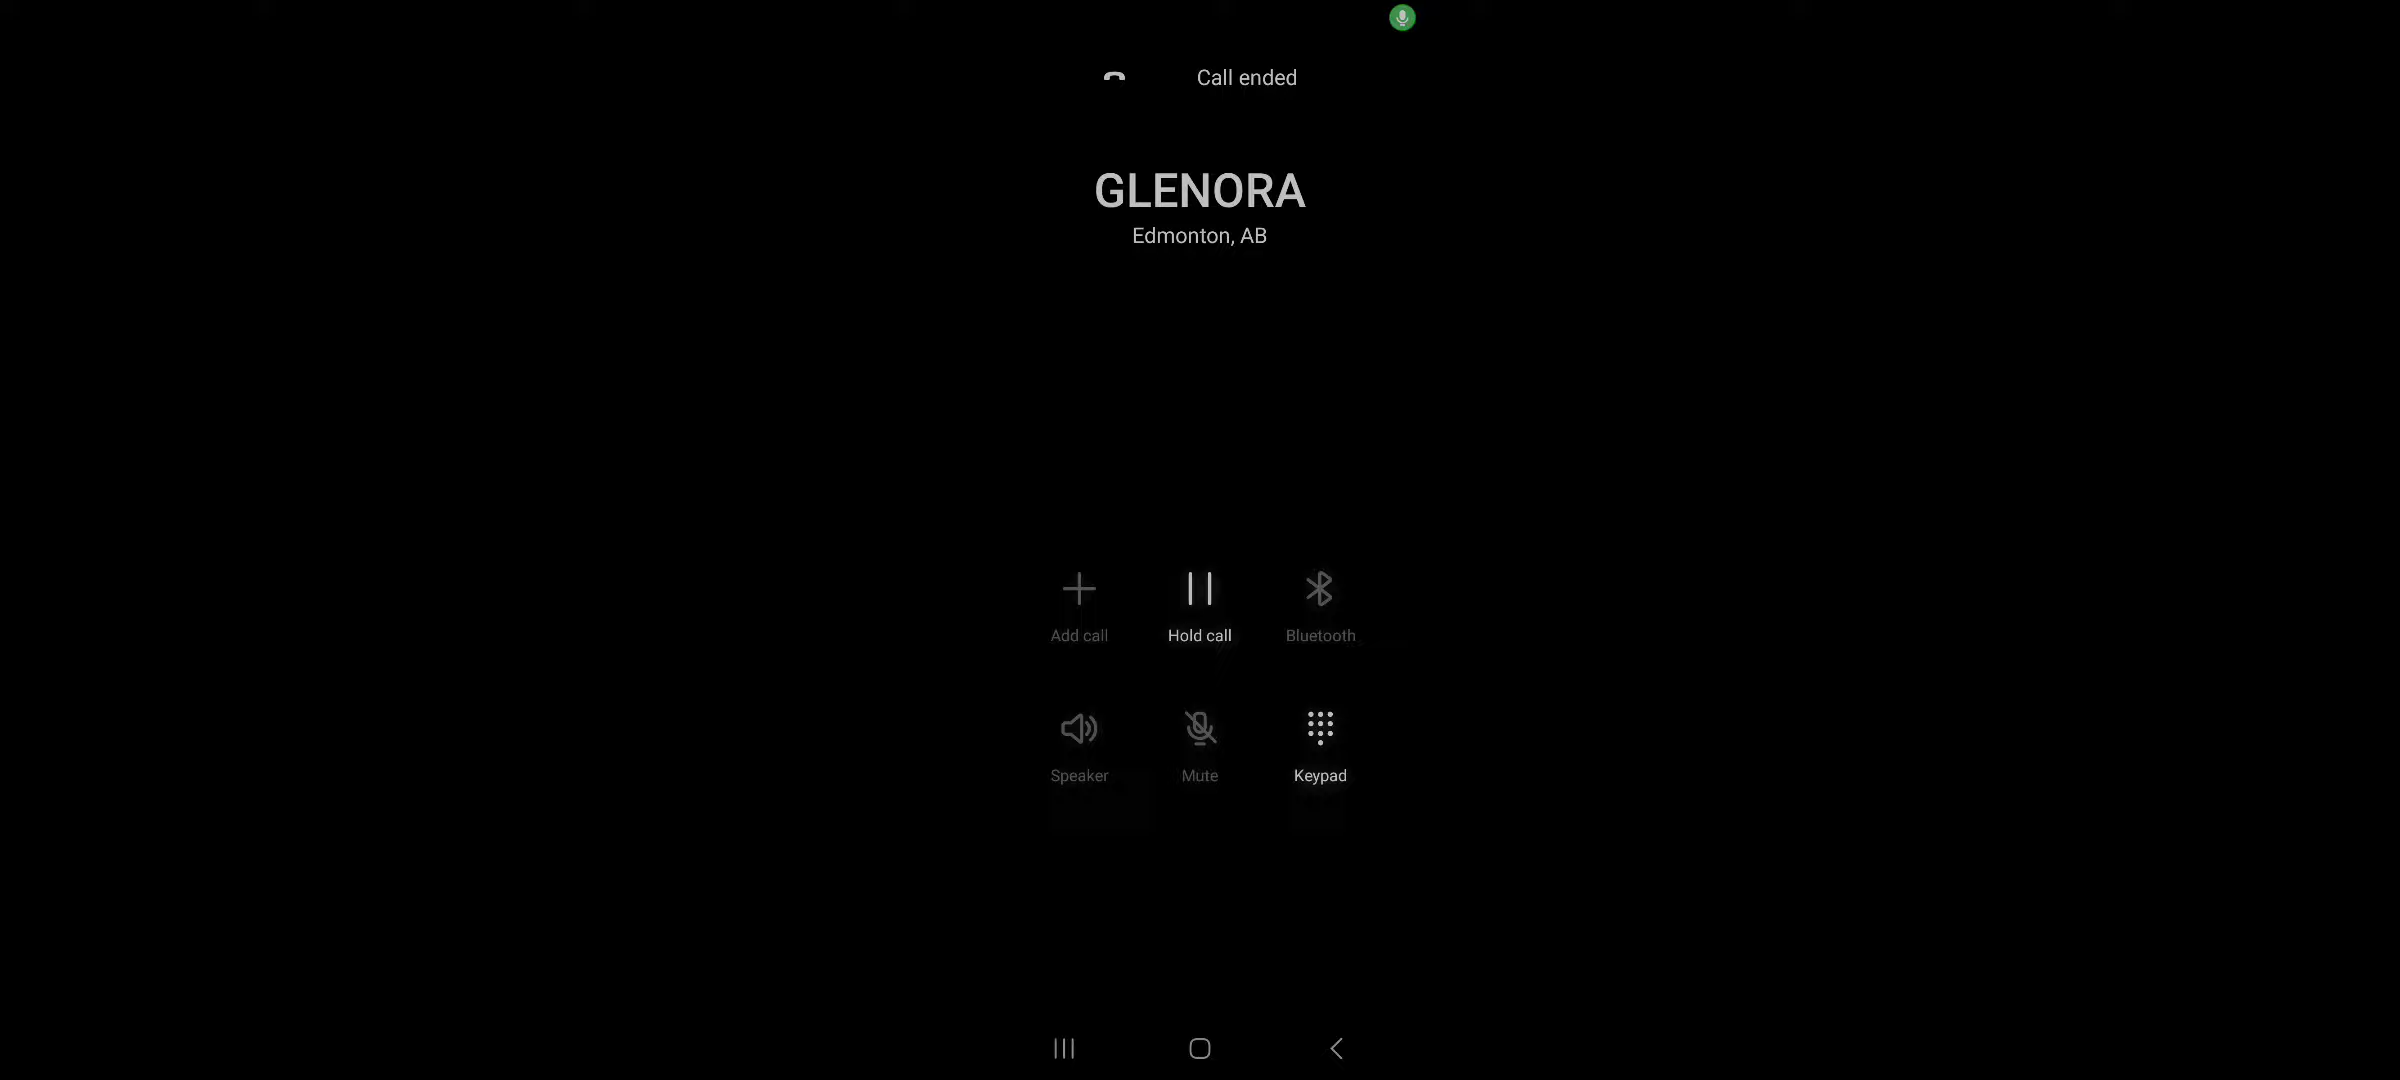 Call ended
GLENORA
Edmonton, AB
Add call
Hold call
Bluetooth
Speaker
Mute
Keypad